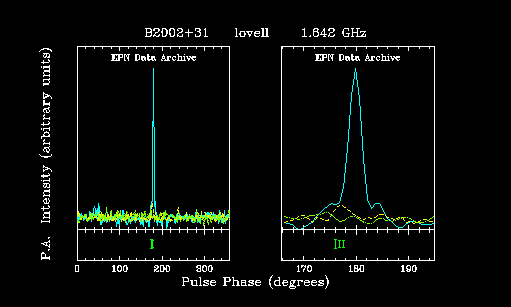 B2002+31 lovell 1.642 GHz
EPN Data Archive EPN Data Archive
P.A. Intensity (arbitrary units)
0 100 200 300 170 180 190
Pulse Phase (degrees)